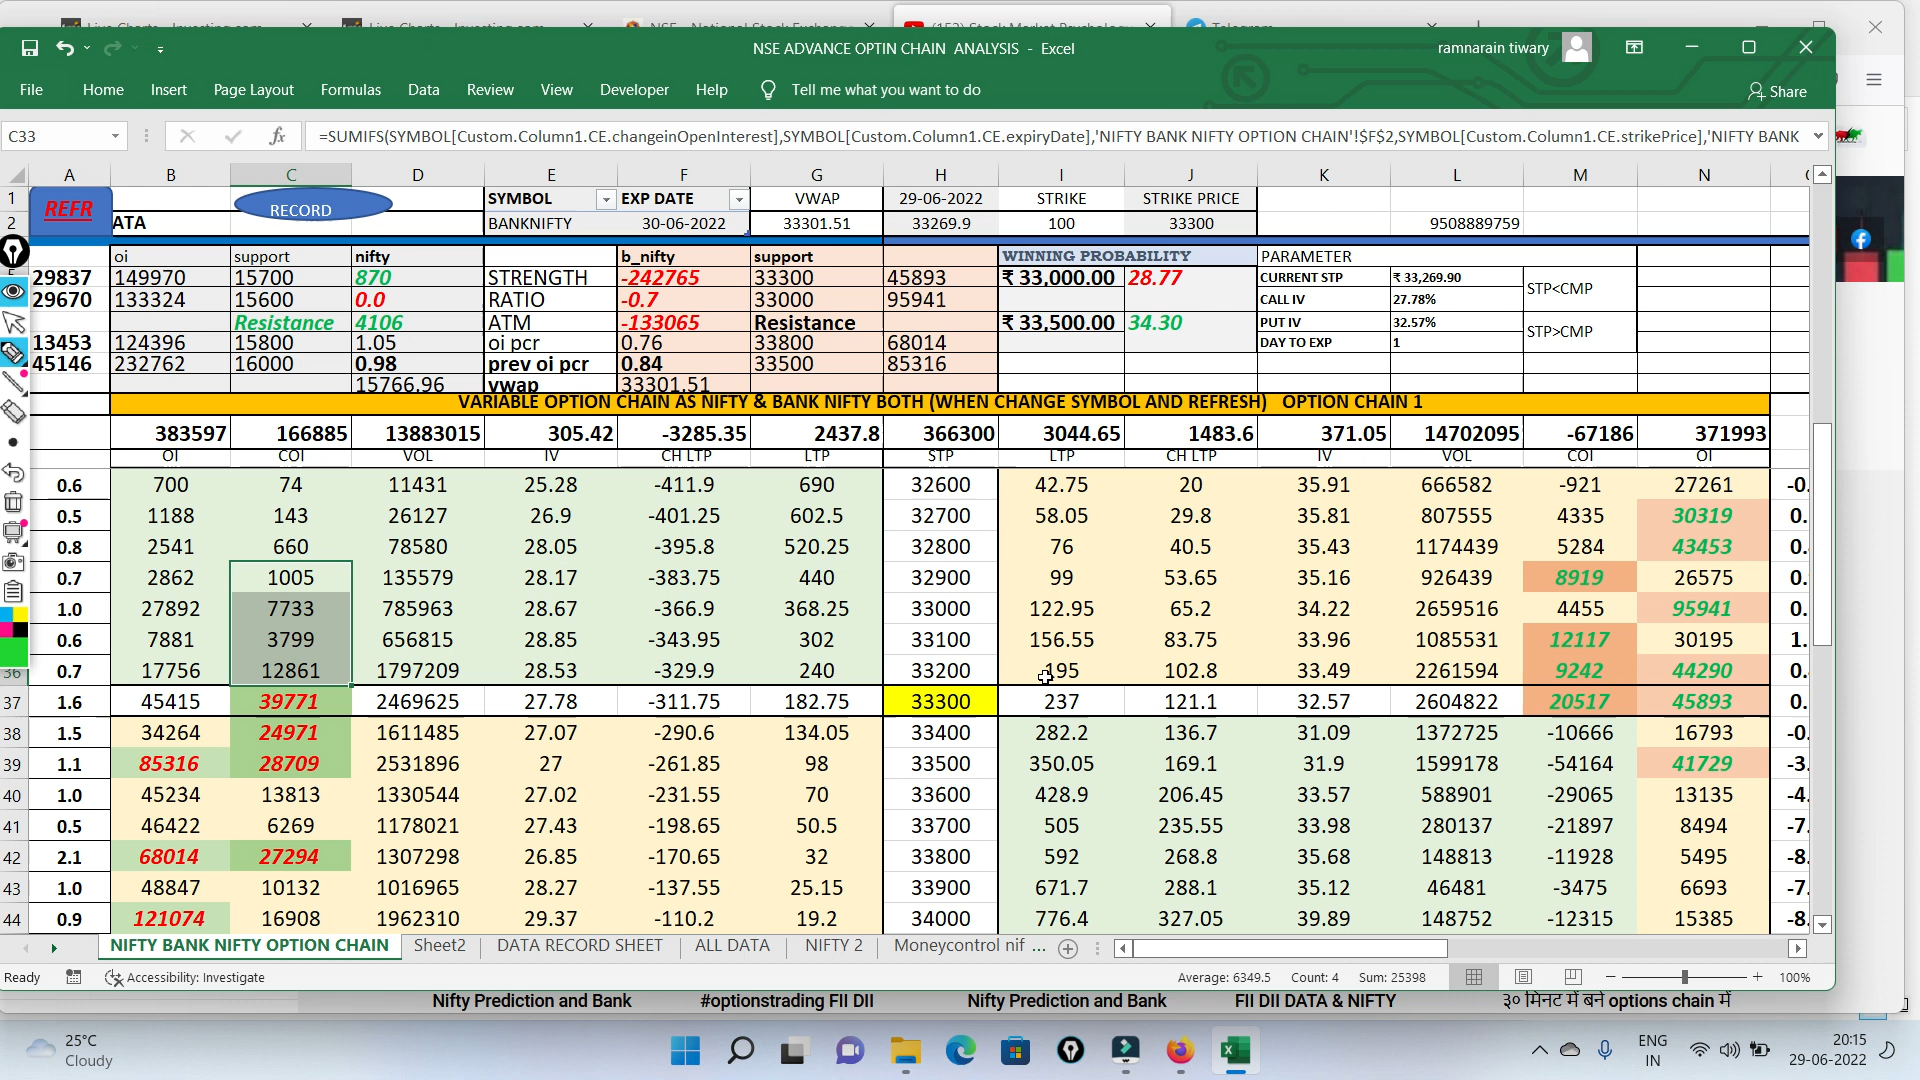 NSE ADVANCE OPTIN CHAIN ANALYSIS - Excel
ramnarain tiwary
File Home Insert Page Layout Formulas Data Review View Developer Help Tell me what you want to do Share
C33 fx =SUMIFS(SYMBOL[Custom.Column1.CE.changeinOpenInterest],SYMBOL[Custom.Column1.CE.expiryDate],'NIFTY BANK NIFTY OPTION CHAIN'!$F$2,SYMBOL[Custom.Column1.CE.strikePrice],'NIFTY BANK
A B C D E F G H I J K L M N
1 REFR RECORD SYMBOL EXP DATE VWAP 29-06-2022 STRIKE STRIKE PRICE
2 ATA BANKNIFTY 30-06-2022 33301.51 33269.9 100 33300 9508889759
oi support nifty b_nifty support WINNING PROBABILITY PARAMETER
29837 149970 15700 870 STRENGTH -242765 33300 45893 ₹ 33,000.00 28.77 CURRENT STP ₹ 33,269.90 STP<CMP
29670 133324 15600 0.0 RATIO -0.7 33000 95941 CALL IV 27.78%
Resistance 4106 ATM -133065 Resistance ₹ 33,500.00 34.30 PUT IV 32.57% STP>CMP
13453 124396 15800 1.05 oi pcr 0.76 33800 68014 DAY TO EXP 1
45146 232762 16000 0.98 prev oi pcr 0.84 33500 85316
15766.96 vwap 33301.51
VARIABLE OPTION CHAIN AS NIFTY & BANK NIFTY BOTH (WHEN CHANGE SYMBOL AND REFRESH) OPTION CHAIN 1
383597 166885 13883015 305.42 -3285.35 2437.8 366300 3044.65 1483.6 371.05 14702095 -67186 371993
OI COI VOL IV CH LTP LTP STP LTP CH LTP IV VOL COI OI
0.6 700 74 11431 25.28 -411.9 690 32600 42.75 20 35.91 666582 -921 27261 -0.
0.5 1188 143 26127 26.9 -401.25 602.5 32700 58.05 29.8 35.81 807555 4335 30319 0.
0.8 2541 660 78580 28.05 -395.8 520.25 32800 76 40.5 35.43 1174439 5284 43453 0.
0.7 2862 1005 135579 28.17 -383.75 440 32900 99 53.65 35.16 926439 8919 26575 0.
1.0 27892 7733 785963 28.67 -366.9 368.25 33000 122.95 65.2 34.22 2659516 4455 95941 0.
0.6 7881 3799 656815 28.85 -343.95 302 33100 156.55 83.75 33.96 1085531 12117 30195 1.
36 0.7 17756 12861 1797209 28.53 -329.9 240 33200 195 102.8 33.49 2261594 9242 44290 0.
37 1.6 45415 39771 2469625 27.78 -311.75 182.75 33300 237 121.1 32.57 2604822 20517 45893 0.
38 1.5 34264 24971 1611485 27.07 -290.6 134.05 33400 282.2 136.7 31.09 1372725 -10666 16793 -0.
39 1.1 85316 28709 2531896 27 -261.85 98 33500 350.05 169.1 31.9 1599178 -54164 41729 -3.
40 1.0 45234 13813 1330544 27.02 -231.55 70 33600 428.9 206.45 33.57 588901 -29065 13135 -4.
41 0.5 46422 6269 1178021 27.43 -198.65 50.5 33700 505 235.55 33.98 280137 -21897 8494 -7.
42 2.1 68014 27294 1307298 26.85 -170.65 32 33800 592 268.8 35.68 148813 -11928 5495 -8.
43 1.0 48847 10132 1016965 28.27 -137.55 25.15 33900 671.7 288.1 35.12 46481 -3475 6693 -7.
44 0.9 121074 16908 1962310 29.37 -110.2 19.2 34000 776.4 327.05 39.89 148752 -12315 15385 -8.
NIFTY BANK NIFTY OPTION CHAIN Sheet2 DATA RECORD SHEET ALL DATA NIFTY 2 Moneycontrol nif ...
Ready Accessibility: Investigate Average: 6349.5 Count: 4 Sum: 25398 100%
Nifty Prediction and Bank #optionstrading FII DII Nifty Prediction and Bank FII DII DATA & NIFTY ३० मिनट में बने options chain में
25°C
Cloudy
ENG
IN
20:15
29-06-2022